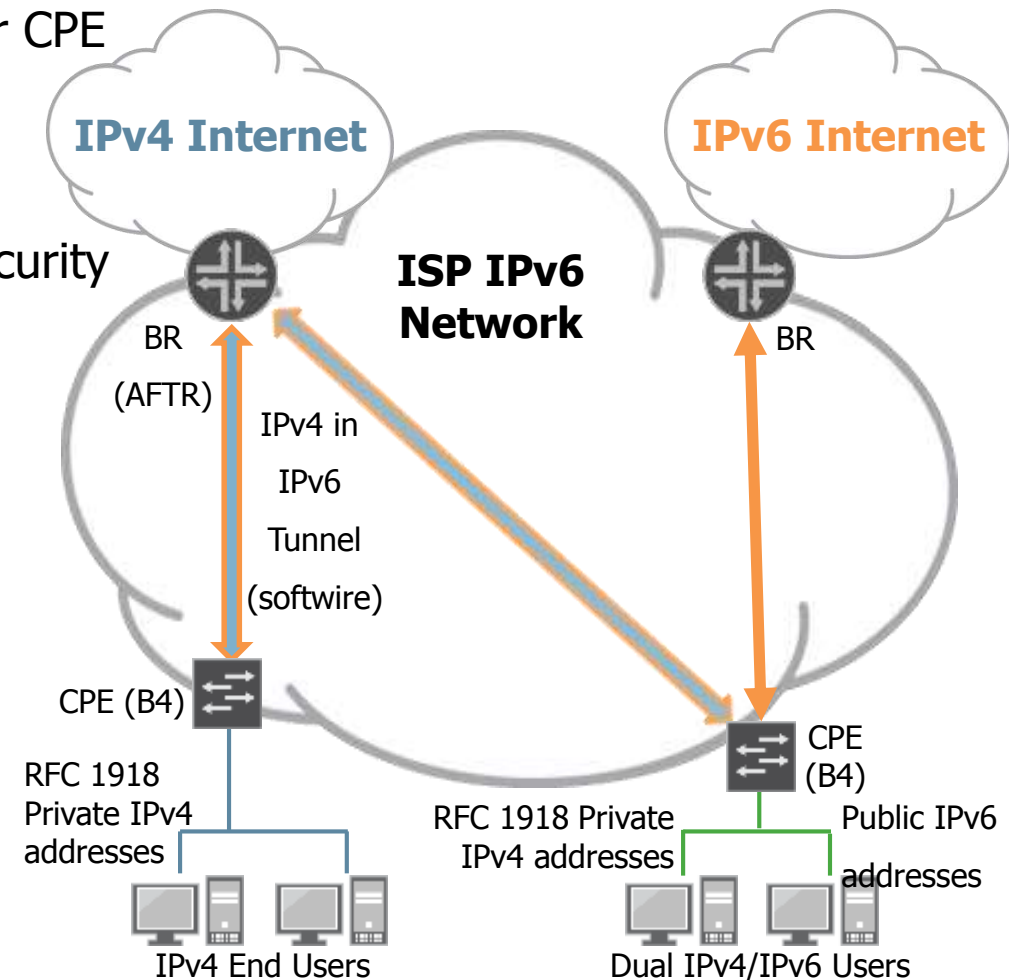 r CPE
IPv4 Internet
IPv6 Internet
curity
ISP IPv6
Network
BR
(AFTR)
BR
IPv4 in
IPv6
Tunnel
(softwire)
CPE (B4)
CPE
(B4)
RFC 1918
Private IPv4
addresses
RFC 1918 Private
IPv4 addresses
Public IPv6
addresses
IPv4 End Users
Dual IPv4/IPv6 Users